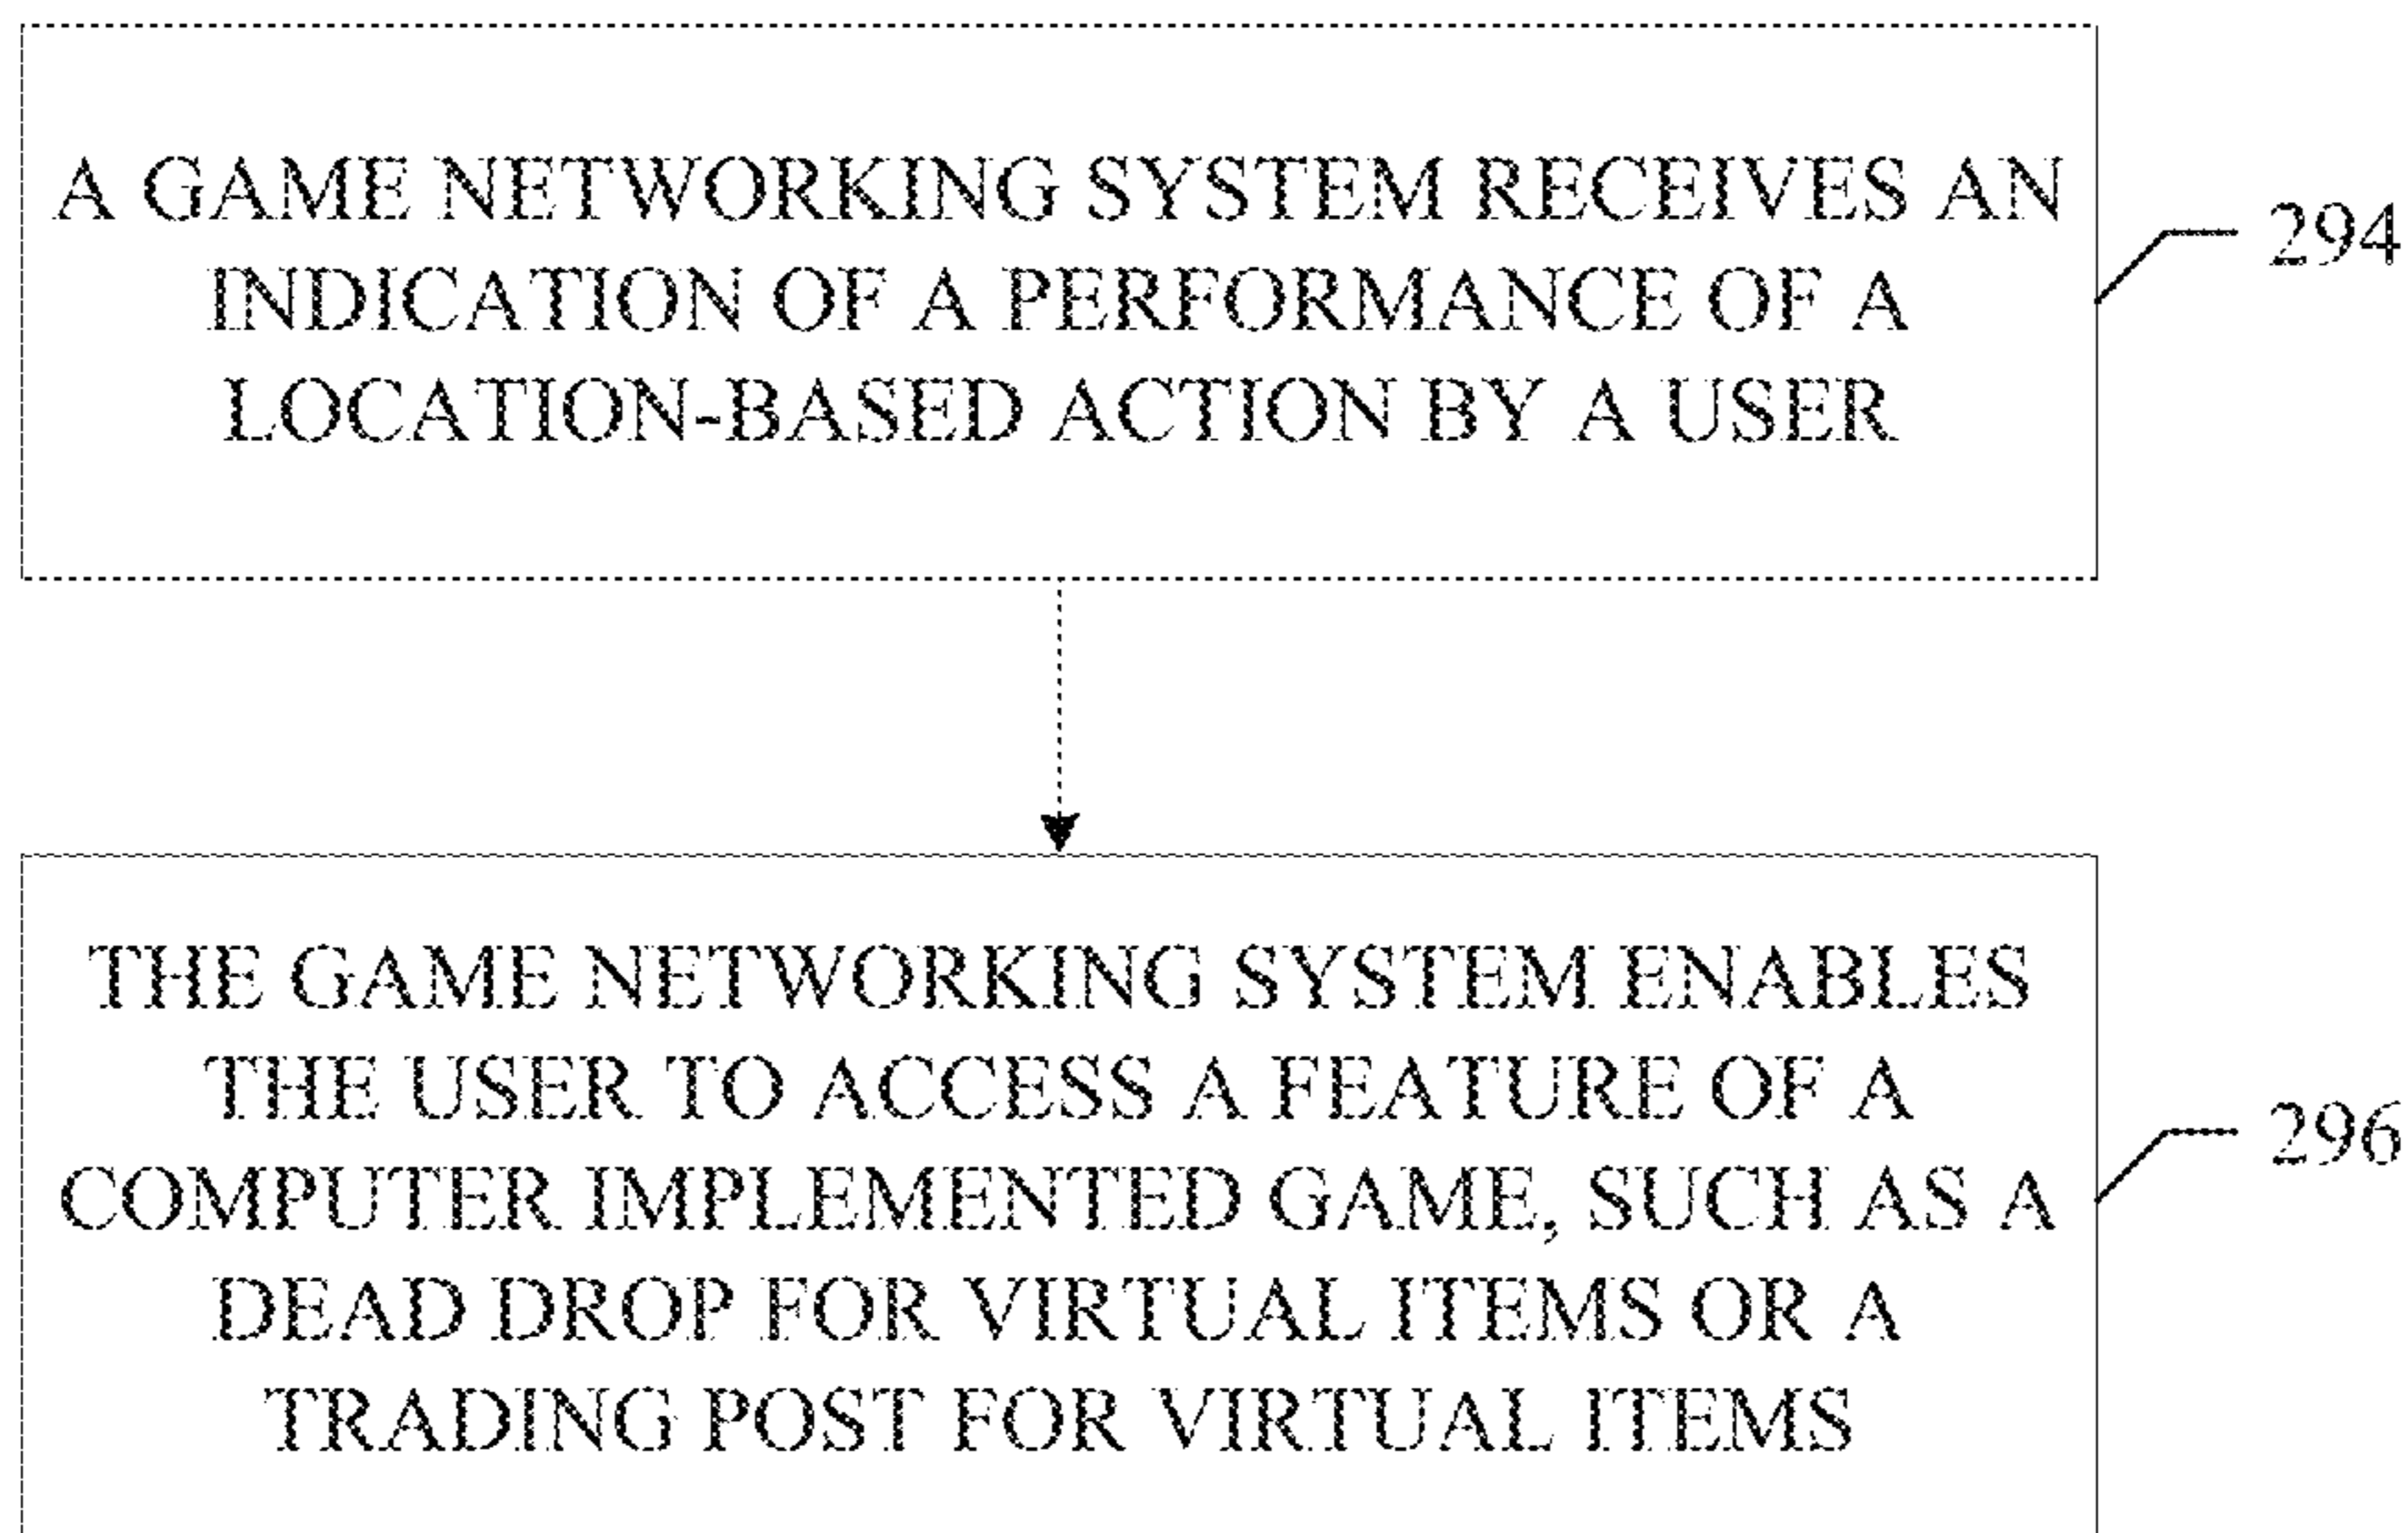 A GAME NETWORKING SYSTEM RECEIVES AN
INDICATION OF A PERFORMANCE OF A
LOCATION-BASED ACTION BY A USER
294
THE GAME NETWORKING SYSTEM ENABLES
THE USER TO ACCESS A FEATURE OF A
COMPUTER IMPLEMENTED GAME, SUCH AS A
DEAD DROP FOR VIRTUAL ITEMS OR A
TRADING POST FOR VIRTUAL ITEMS
296